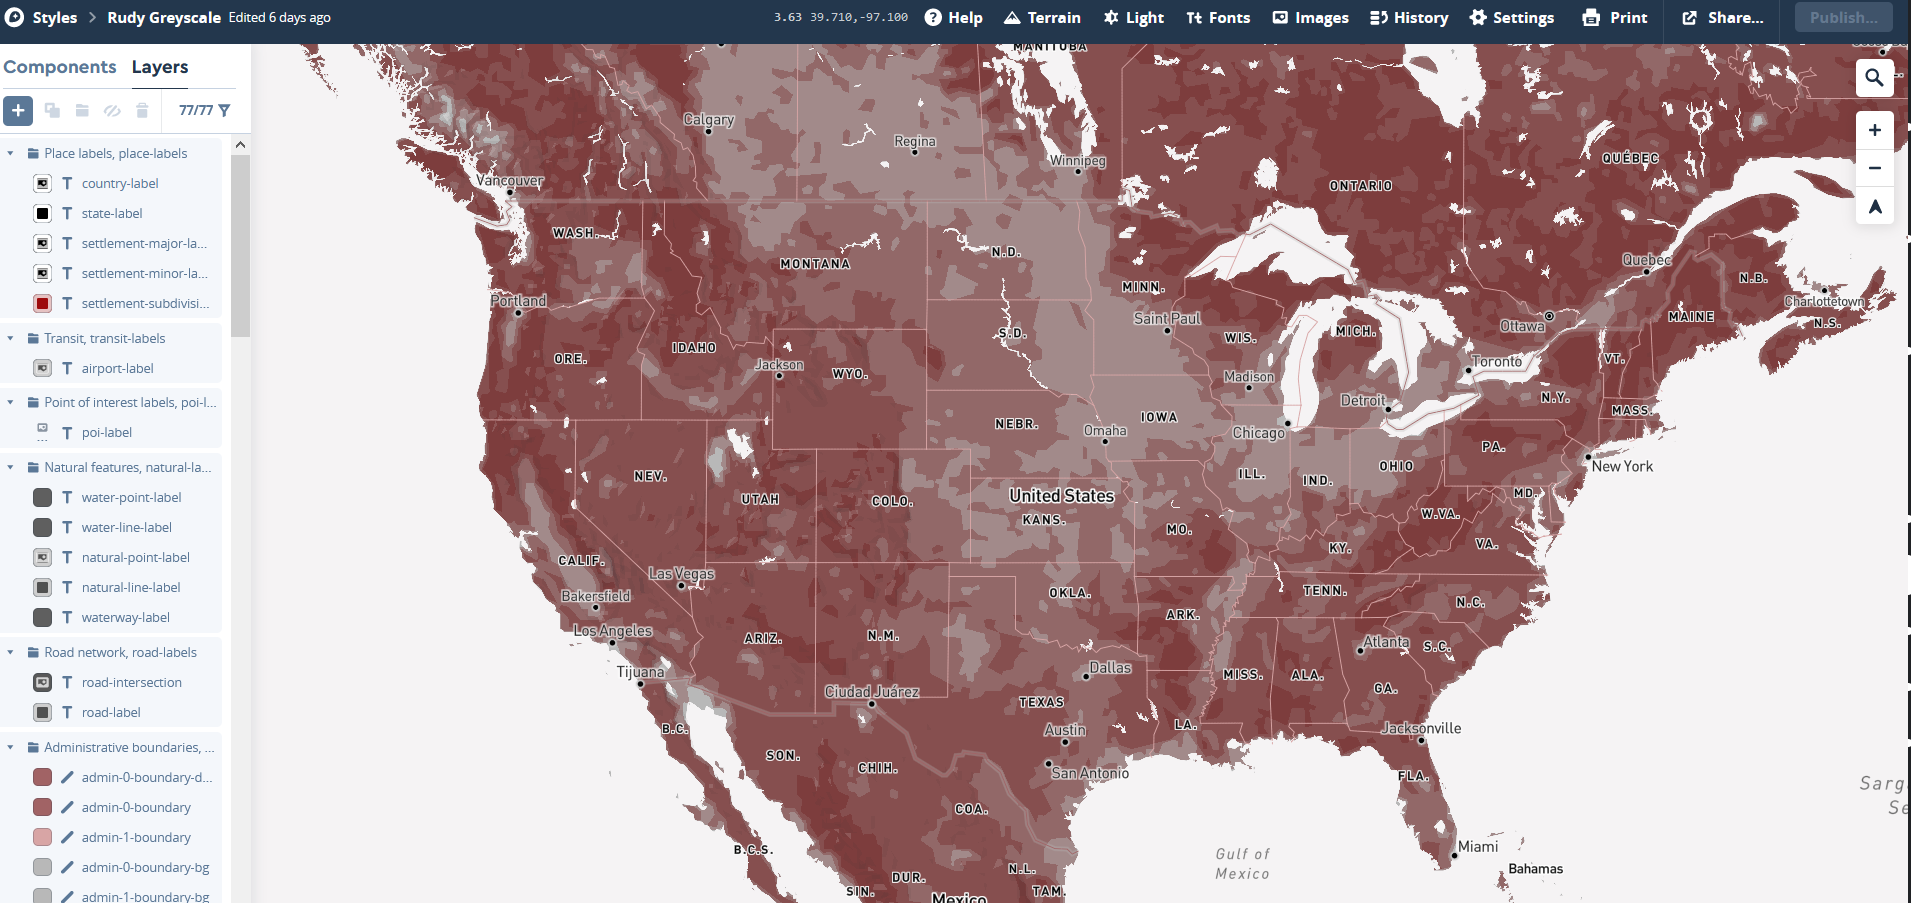 Styles > Rudy Greyscale Edited 6 days ago
3.63 39.710,-97.100
Help
Terrain
Light
Tt Fonts
Images
History
Settings
Print
Share...
Publish...
Components Layers
77/77
Place labels, place-labels
T country-label
T state-label
T settlement-major-la...
T settlement-minor-la...
T settlement-subdivisi...
Transit, transit-labels
T airport-label
Point of interest labels, poi-l...
T poi-label
Natural features, natural-la...
T water-point-label
T water-line-label
T natural-point-label
T natural-line-label
T waterway-label
Road network, road-labels
T road-intersection
T road-label
Administrative boundaries, ...
admin-0-boundary-d...
admin-0-boundary
admin-1-boundary
admin-0-boundary-bg
admin-1-boundary-bg
MANITOBA
Calgary
Regina
Winnipeg
QUÉBEC
Vancouver
ONTARIO
WASH.
N.D.
MONTANA
Quebec
N.B.
MINN.
Portland
Charlottetown
Saint Paul
Ottawa
MAINE
N.S.
S.D.
WIS.
MICH.
IDAHO
ORE.
VT.
Jackson
WYO.
Toronto
Madison
Detroit
N.Y.
MASS.
NEBR.
Omaha
IOWA
Chicago
PA.
NEV.
ILL.
IND.
OHIO
New York
UTAH
COLO.
United States
KANS.
MD.
MO.
W.VA.
VA.
KY.
CALIF.
Las Vegas
Bakersfield
OKLA.
TENN.
N.C.
ARK.
Los Angeles
ARIZ.
N.M.
Atlanta
S.C.
Tijuana
Dallas
MISS.
ALA.
GA.
Ciudad Juárez
TEXAS
B.C.
Austin
LA.
Jacksonville
SON.
CHIH.
San Antonio
FLA.
Sarg
Se
COA.
B.C.S.
Gulf of
Mexico
Miami
N.L.
Bahamas
DUR.
SIN.
TAM.
Mexico